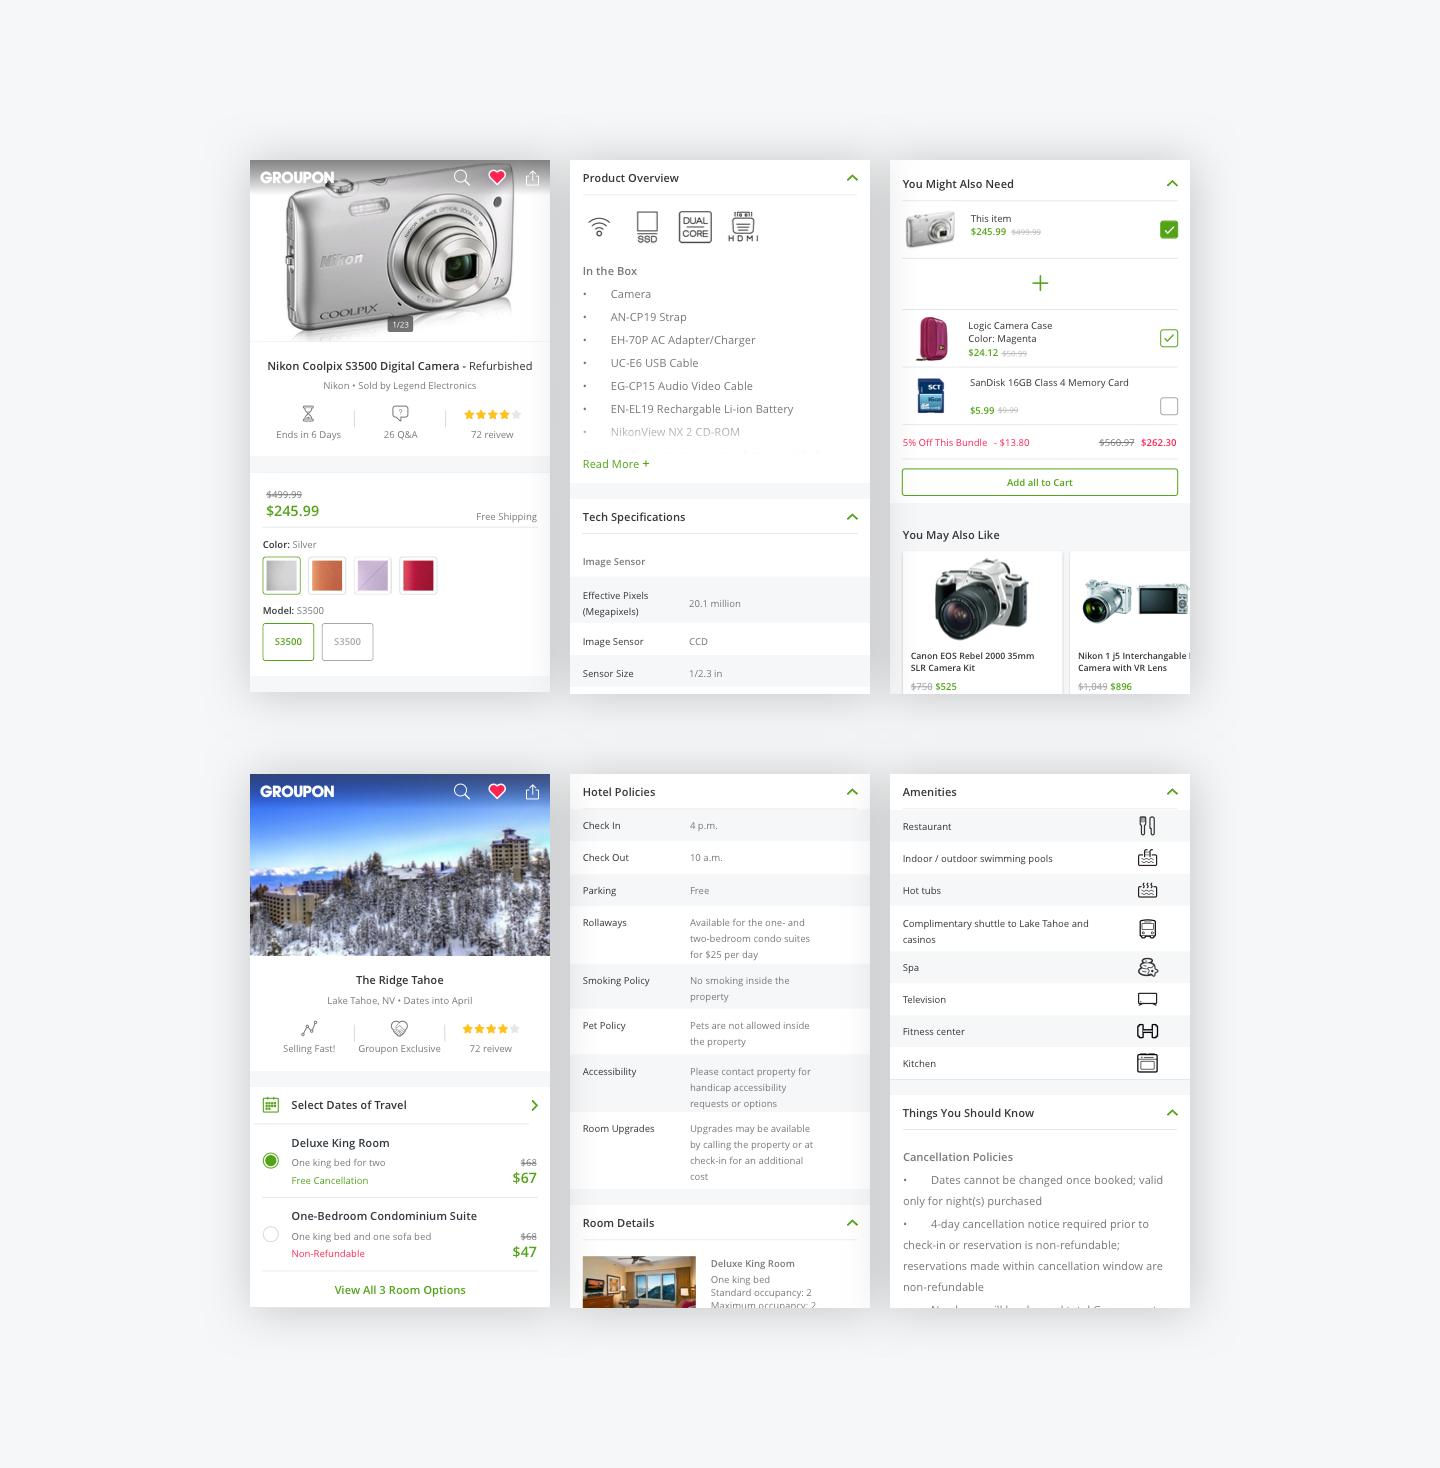 GROUPON
Nikon
COOLPIX
1/23
Nikon Coolpix S3500 Digital Camera - Refurbished
Nikon • Sold by Legend Electronics
Ends in 6 Days
26 Q&A
72 reivew
$499.99
$245.99
Free Shipping
Color: Silver
Model: S3500
S3500
S3500
Product Overview
SSD
DUAL CORE
HDMI
In the Box
• Camera
• AN-CP19 Strap
• EH-70P AC Adapter/Charger
• UC-E6 USB Cable
• EG-CP15 Audio Video Cable
• EN-EL19 Rechargable Li-ion Battery
• NikonView NX 2 CD-ROM
Read More +
Tech Specifications
Image Sensor
Effective Pixels
(Megapixels)
20.1 million
Image Sensor
CCD
Sensor Size
1/2.3 in
You Might Also Need
This item
$245.99 $499.99
Logic Camera Case
Color: Magenta
$24.12 $50.99
SCT
SanDisk 16GB Class 4 Memory Card
$5.99 $9.99
5% Off This Bundle - $13.80
$560.97 $262.30
Add all to Cart
You May Also Like
Canon EOS Rebel 2000 35mm
SLR Camera Kit
$750 $525
Nikon 1 j5 Interchangable
Camera with VR Lens
$1,049 $896
GROUPON
The Ridge Tahoe
Lake Tahoe, NV • Dates into April
Selling Fast!
Groupon Exclusive
72 reivew
Select Dates of Travel
Deluxe King Room
One king bed for two
$68
Free Cancellation
$67
One-Bedroom Condominium Suite
One king bed and one sofa bed
$68
Non-Refundable
$47
View All 3 Room Options
Hotel Policies
Check In
4 p.m.
Check Out
10 a.m.
Parking
Free
Rollaways
Available for the one- and
two-bedroom condo suites
for $25 per day
Smoking Policy
No smoking inside the
property
Pet Policy
Pets are not allowed inside
the property
Accessibility
Please contact property for
handicap accessibility
requests or options
Room Upgrades
Upgrades may be available
by calling the property or at
check-in for an additional
cost
Room Details
Deluxe King Room
One king bed
Standard occupancy: 2
Maximum occupancy: 2
Amenities
Restaurant
Indoor / outdoor swimming pools
Hot tubs
Complimentary shuttle to Lake Tahoe and
casinos
Spa
Television
Fitness center
Kitchen
Things You Should Know
Cancellation Policies
• Dates cannot be changed once booked; valid
only for night(s) purchased
• 4-day cancellation notice required prior to
check-in or reservation is non-refundable;
reservations made within cancellation window are
non-refundable